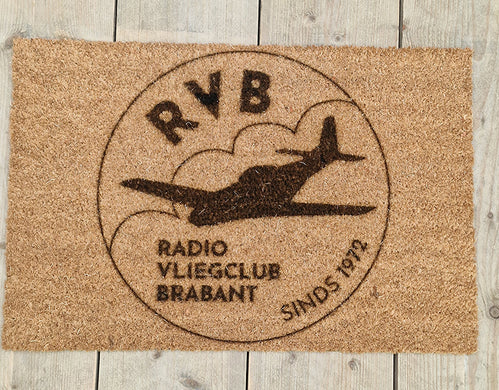 RVB
RADIO
VLIEGCLUB
BRABANT
SINDS 1972